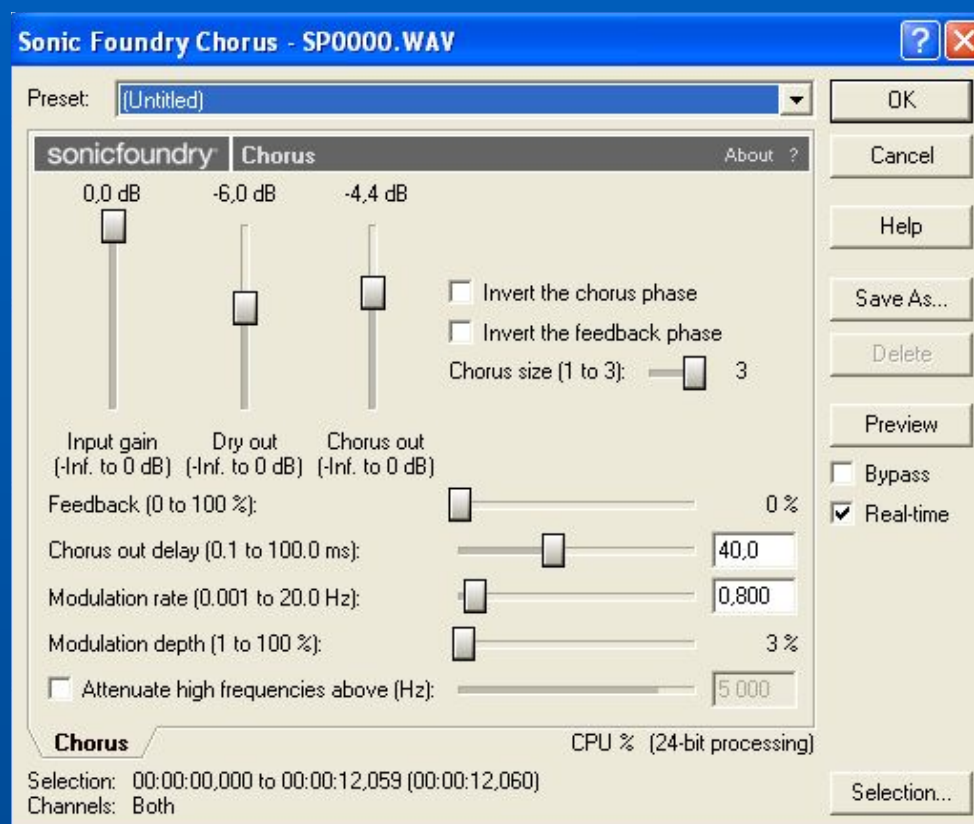 Sonic Foundry Chorus - SP0000.WAV
Preset: (Untitled)
OK
sonicfoundry Chorus About ?
Cancel
0,0 dB -6,0 dB -4,4 dB
Help
Invert the chorus phase
Save As...
Invert the feedback phase
Delete
Chorus size (1 to 3): 3
Preview
Input gain Dry out Chorus out
(-Inf. to 0 dB) (-Inf. to 0 dB) (-Inf. to 0 dB)
Bypass
Feedback (0 to 100 %): 0 %
Real-time
Chorus out delay (0.1 to 100.0 ms): 40,0
Modulation rate (0.001 to 20.0 Hz): 0,800
Modulation depth (1 to 100 %): 3 %
Attenuate high frequencies above (Hz): 5 000
Chorus
CPU % (24-bit processing)
Selection: 00:00:00,000 to 00:00:12,059 (00:00:12,060)
Channels: Both
Selection...